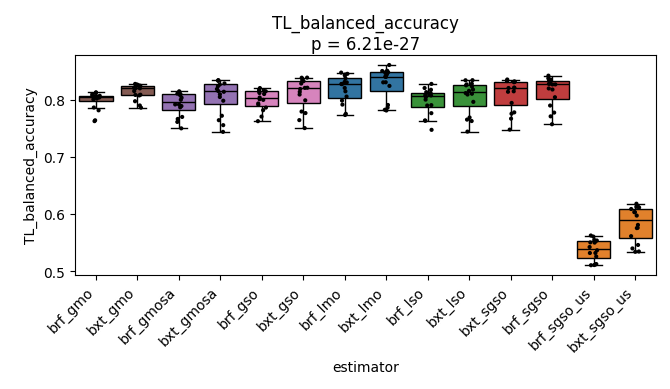 TL_balanced_accuracy
p = 6.21e-27
TL_balanced_accuracy
0.8
0.7
0.6
0.5
brf_gmo
bxt_gmo
brf_gmosa
bxt_gmosa
brf_gso
bxt_gso
brf_lmo
bxt_lmo
brf_lso
bxt_lso
bxt_sgso
brf_sgso
brf_sgso_us
bxt_sgso_us
estimator